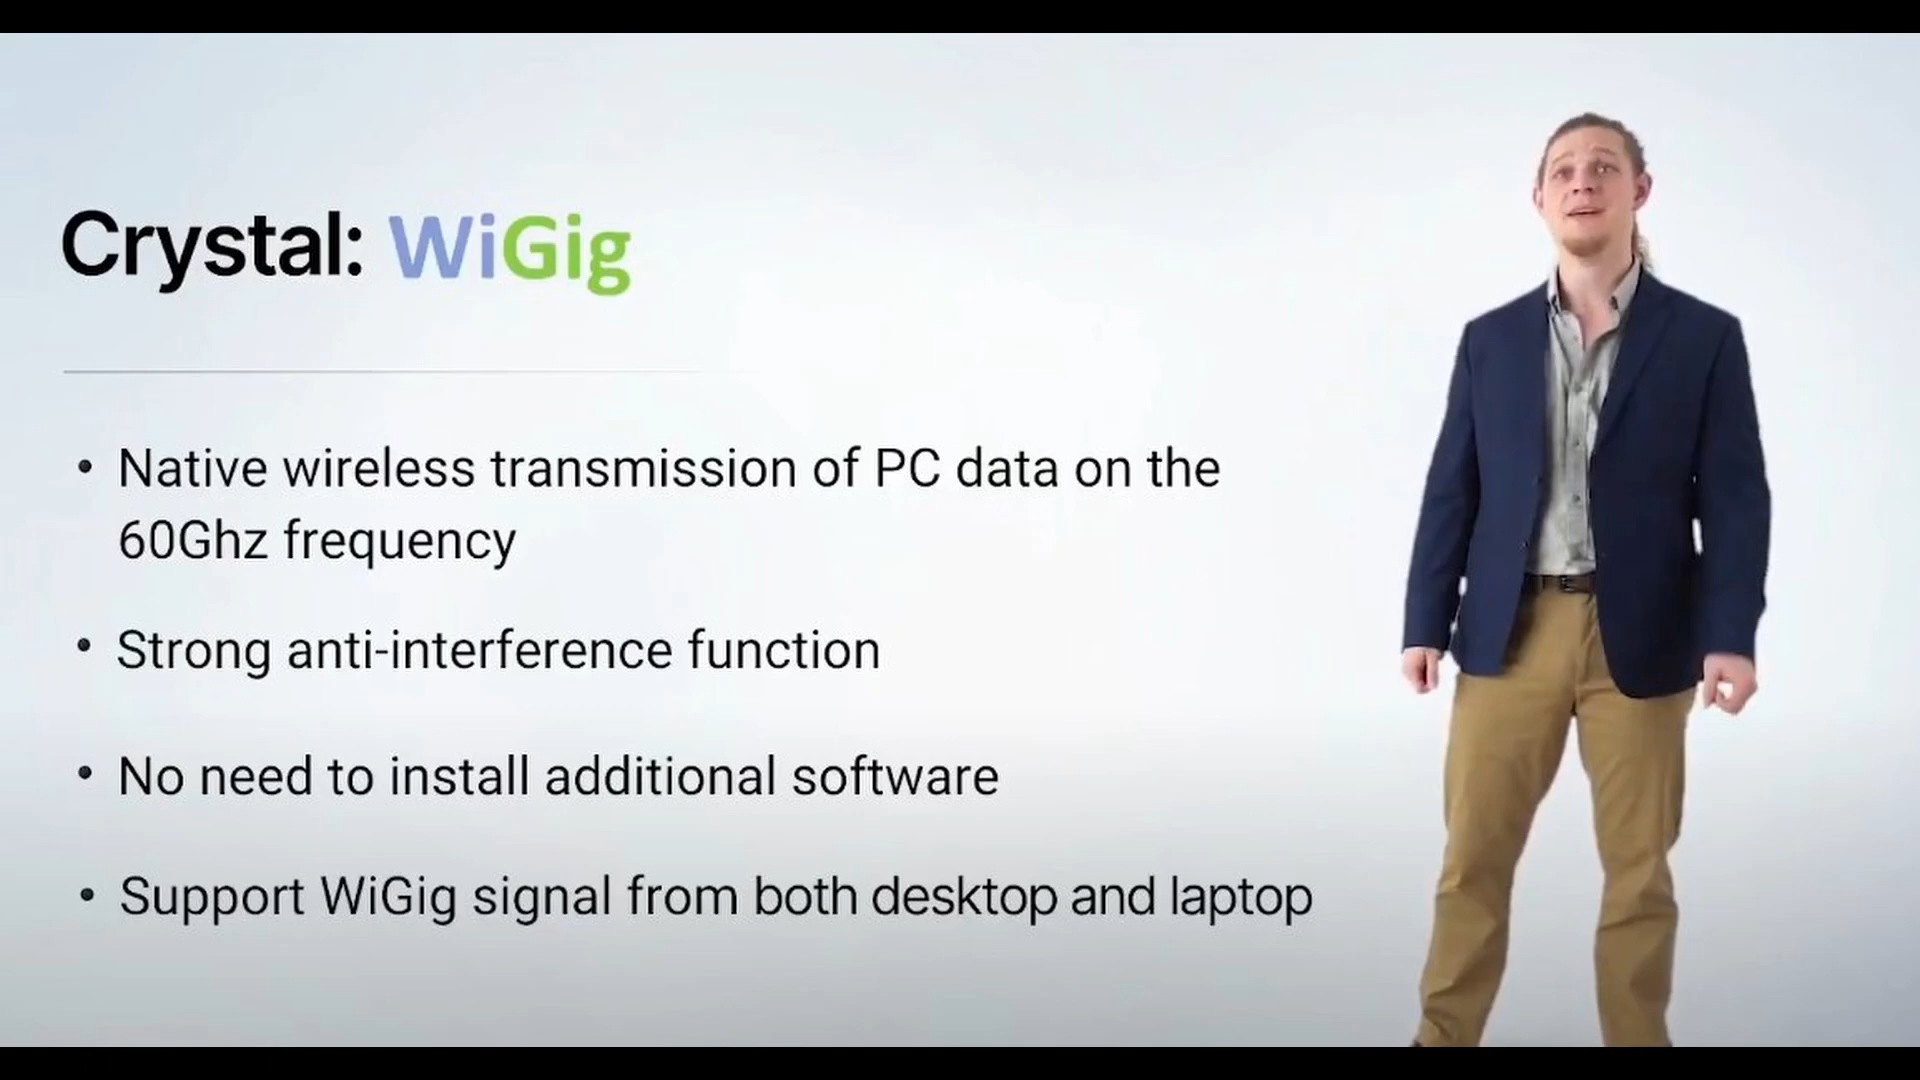 Crystal: WiGig
• Native wireless transmission of PC data on the
60Ghz frequency
• Strong anti-interference function
• No need to install additional software
• Support WiGig signal from both desktop and laptop